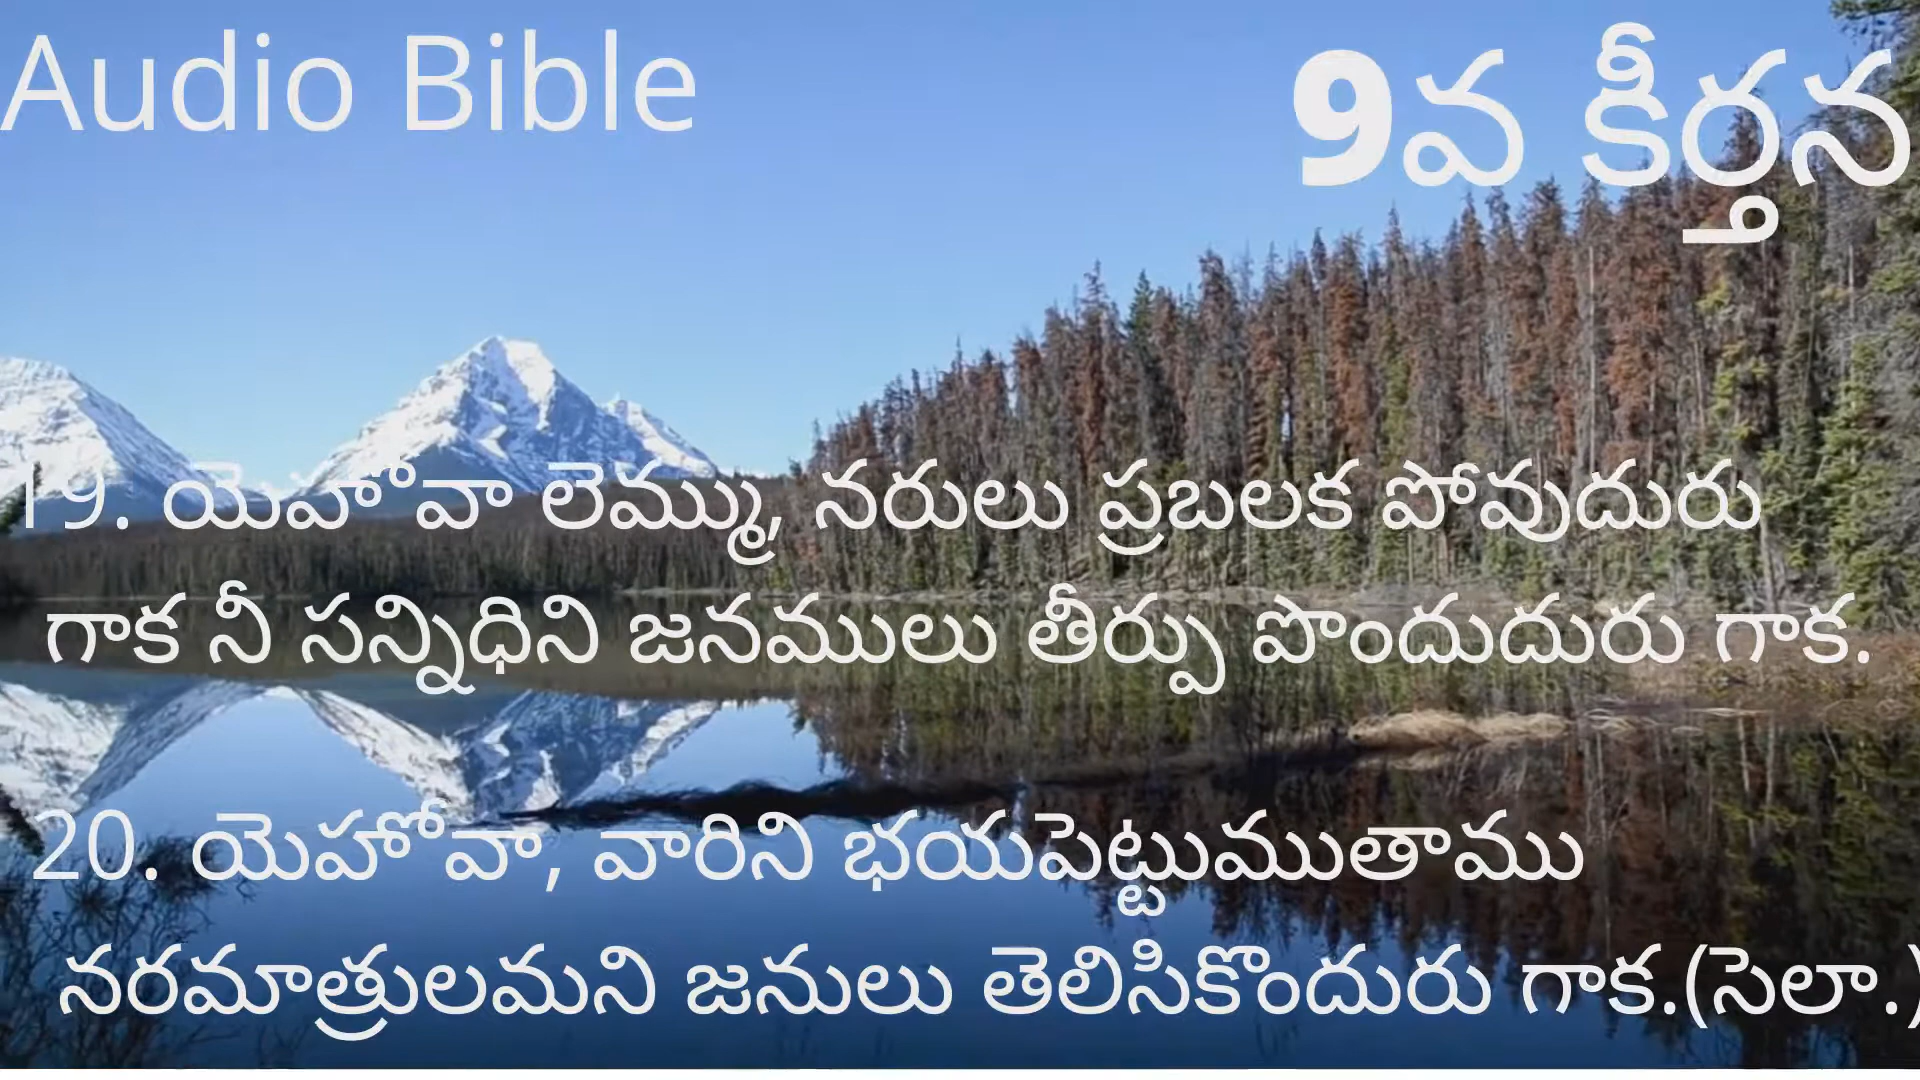 Audio Bible
9వ కీర్తన
19. యెహోవా లెమ్ము, నరులు ప్రబలక పోవుదురు
గాక నీ సన్నిధిని జనములు తీర్పు పొందుదురు గాక.
20. యెహోవా, వారిని భయపెట్టుముతాము
నరమాత్రులమని జనులు తెలిసికొందురు గాక.(సెలా.)